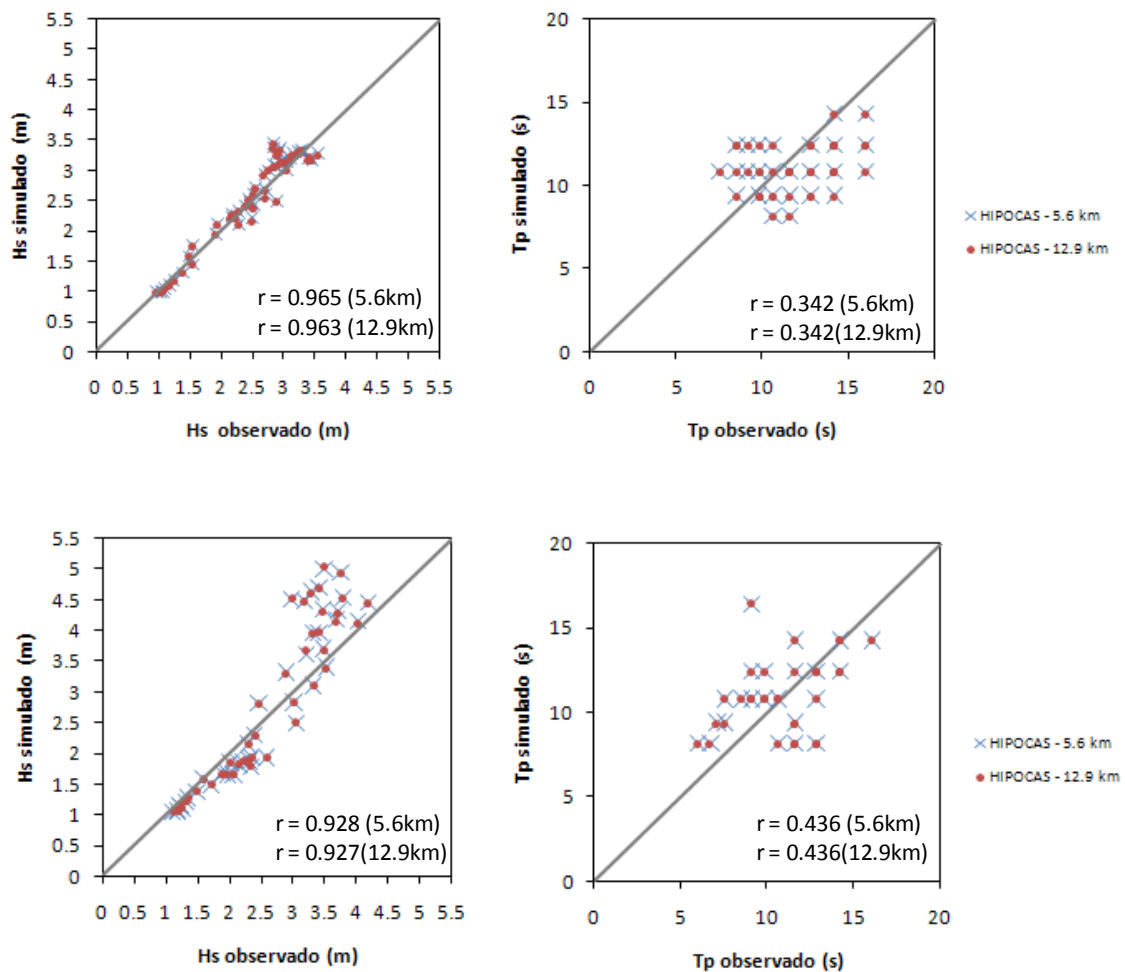 5.5
5
4.5
4
3.5
3
2.5
2
1.5
1
0.5
0
Hs simulado (m)
r = 0.965 (5.6km)
r = 0.963 (12.9km)
0 0.5 1 1.5 2 2.5 3 3.5 4 4.5 5 5.5
Hs observado (m)
20
15
10
5
0
Tp simulado (s)
r = 0.342 (5.6km)
r = 0.342(12.9km)
0 5 10 15 20
Tp observado (s)
HIPOCAS - 5.6 km
HIPOCAS - 12.9 km
5.5
5
4.5
4
3.5
3
2.5
2
1.5
1
0.5
0
Hs simulado (m)
r = 0.928 (5.6km)
r = 0.927(12.9km)
0 0.5 1 1.5 2 2.5 3 3.5 4 4.5 5 5.5
Hs observado (m)
20
15
10
5
0
Tp simulado (s)
r = 0.436 (5.6km)
r = 0.436(12.9km)
0 5 10 15 20
Tp observado (s)
HIPOCAS - 5.6 km
HIPOCAS - 12.9 km